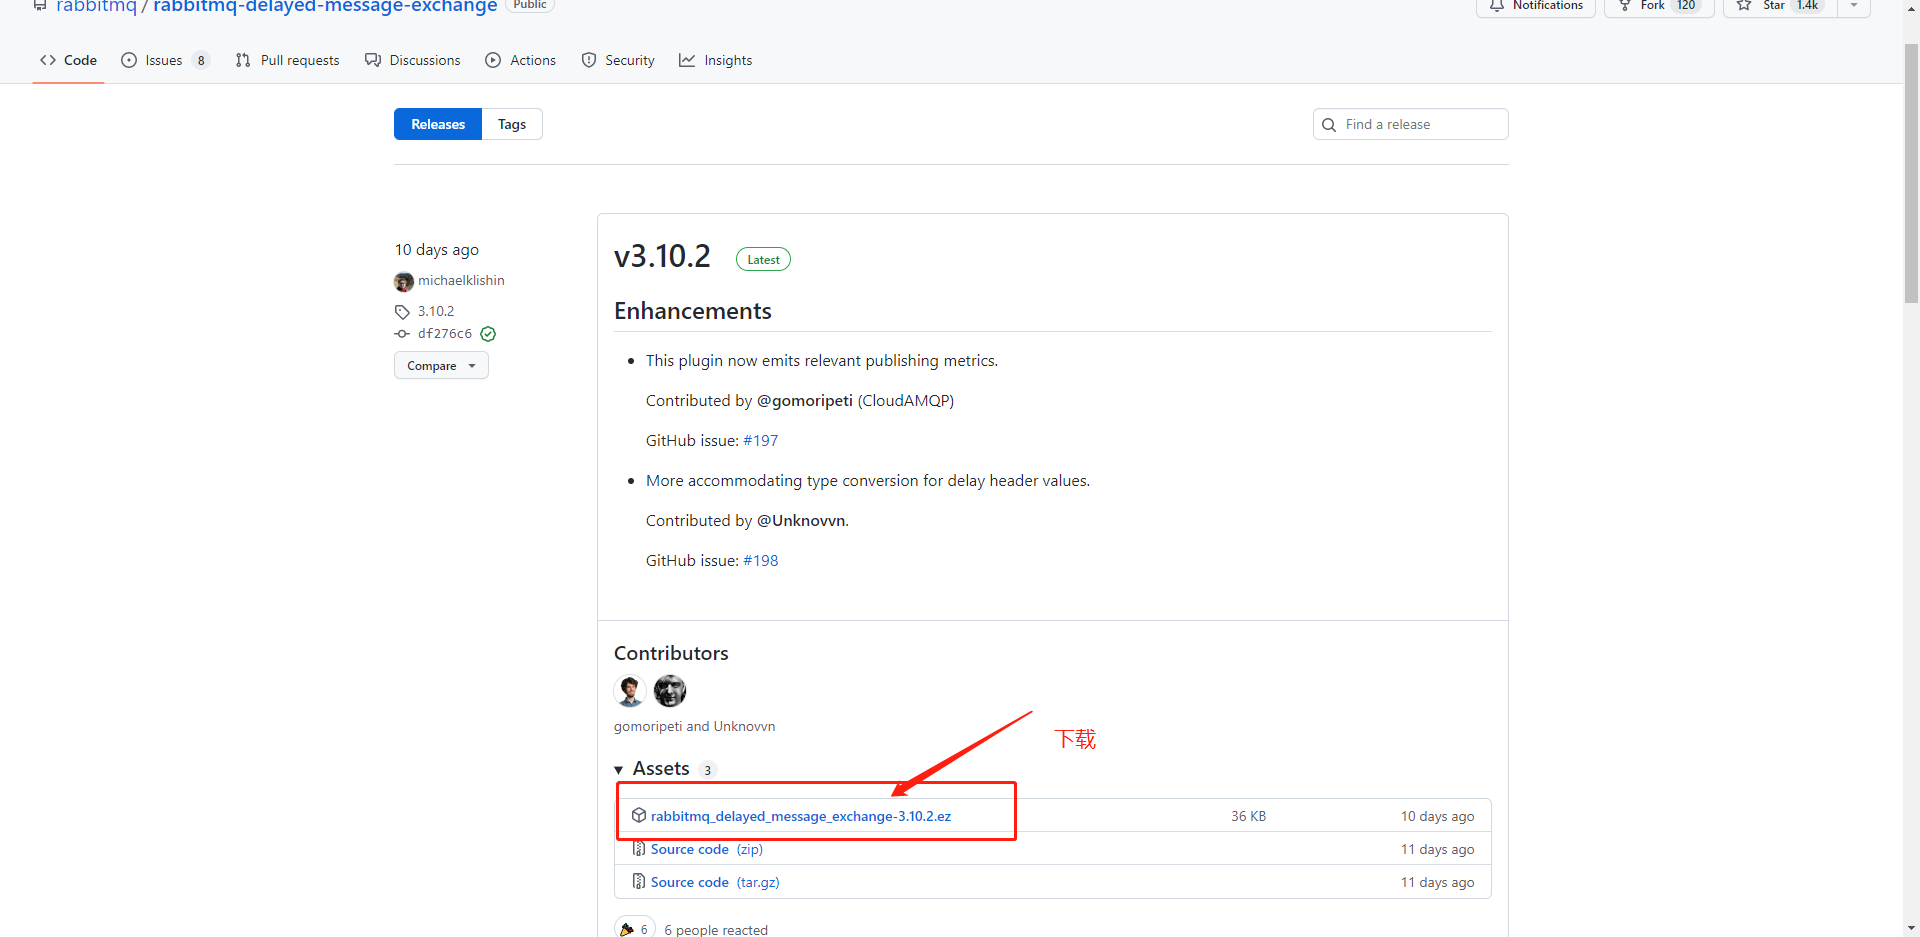 rabbitmq / rabbitmq-delayed-message-exchange Public
Notifications Fork 120 Star 1.4k
Code Issues 8 Pull requests Discussions Actions Security Insights
Releases Tags
Find a release
10 days ago
michaelklishin
3.10.2
df276c6
Compare
v3.10.2 Latest
Enhancements
This plugin now emits relevant publishing metrics.
Contributed by @gomoripeti (CloudAMQP)
GitHub issue: #197
More accommodating type conversion for delay header values.
Contributed by @Unknovvn.
GitHub issue: #198
Contributors
gomoripeti and Unknovvn
下载
Assets 3
rabbitmq_delayed_message_exchange-3.10.2.ez 36 KB 10 days ago
Source code (zip) 11 days ago
Source code (tar.gz) 11 days ago
6 6 people reacted